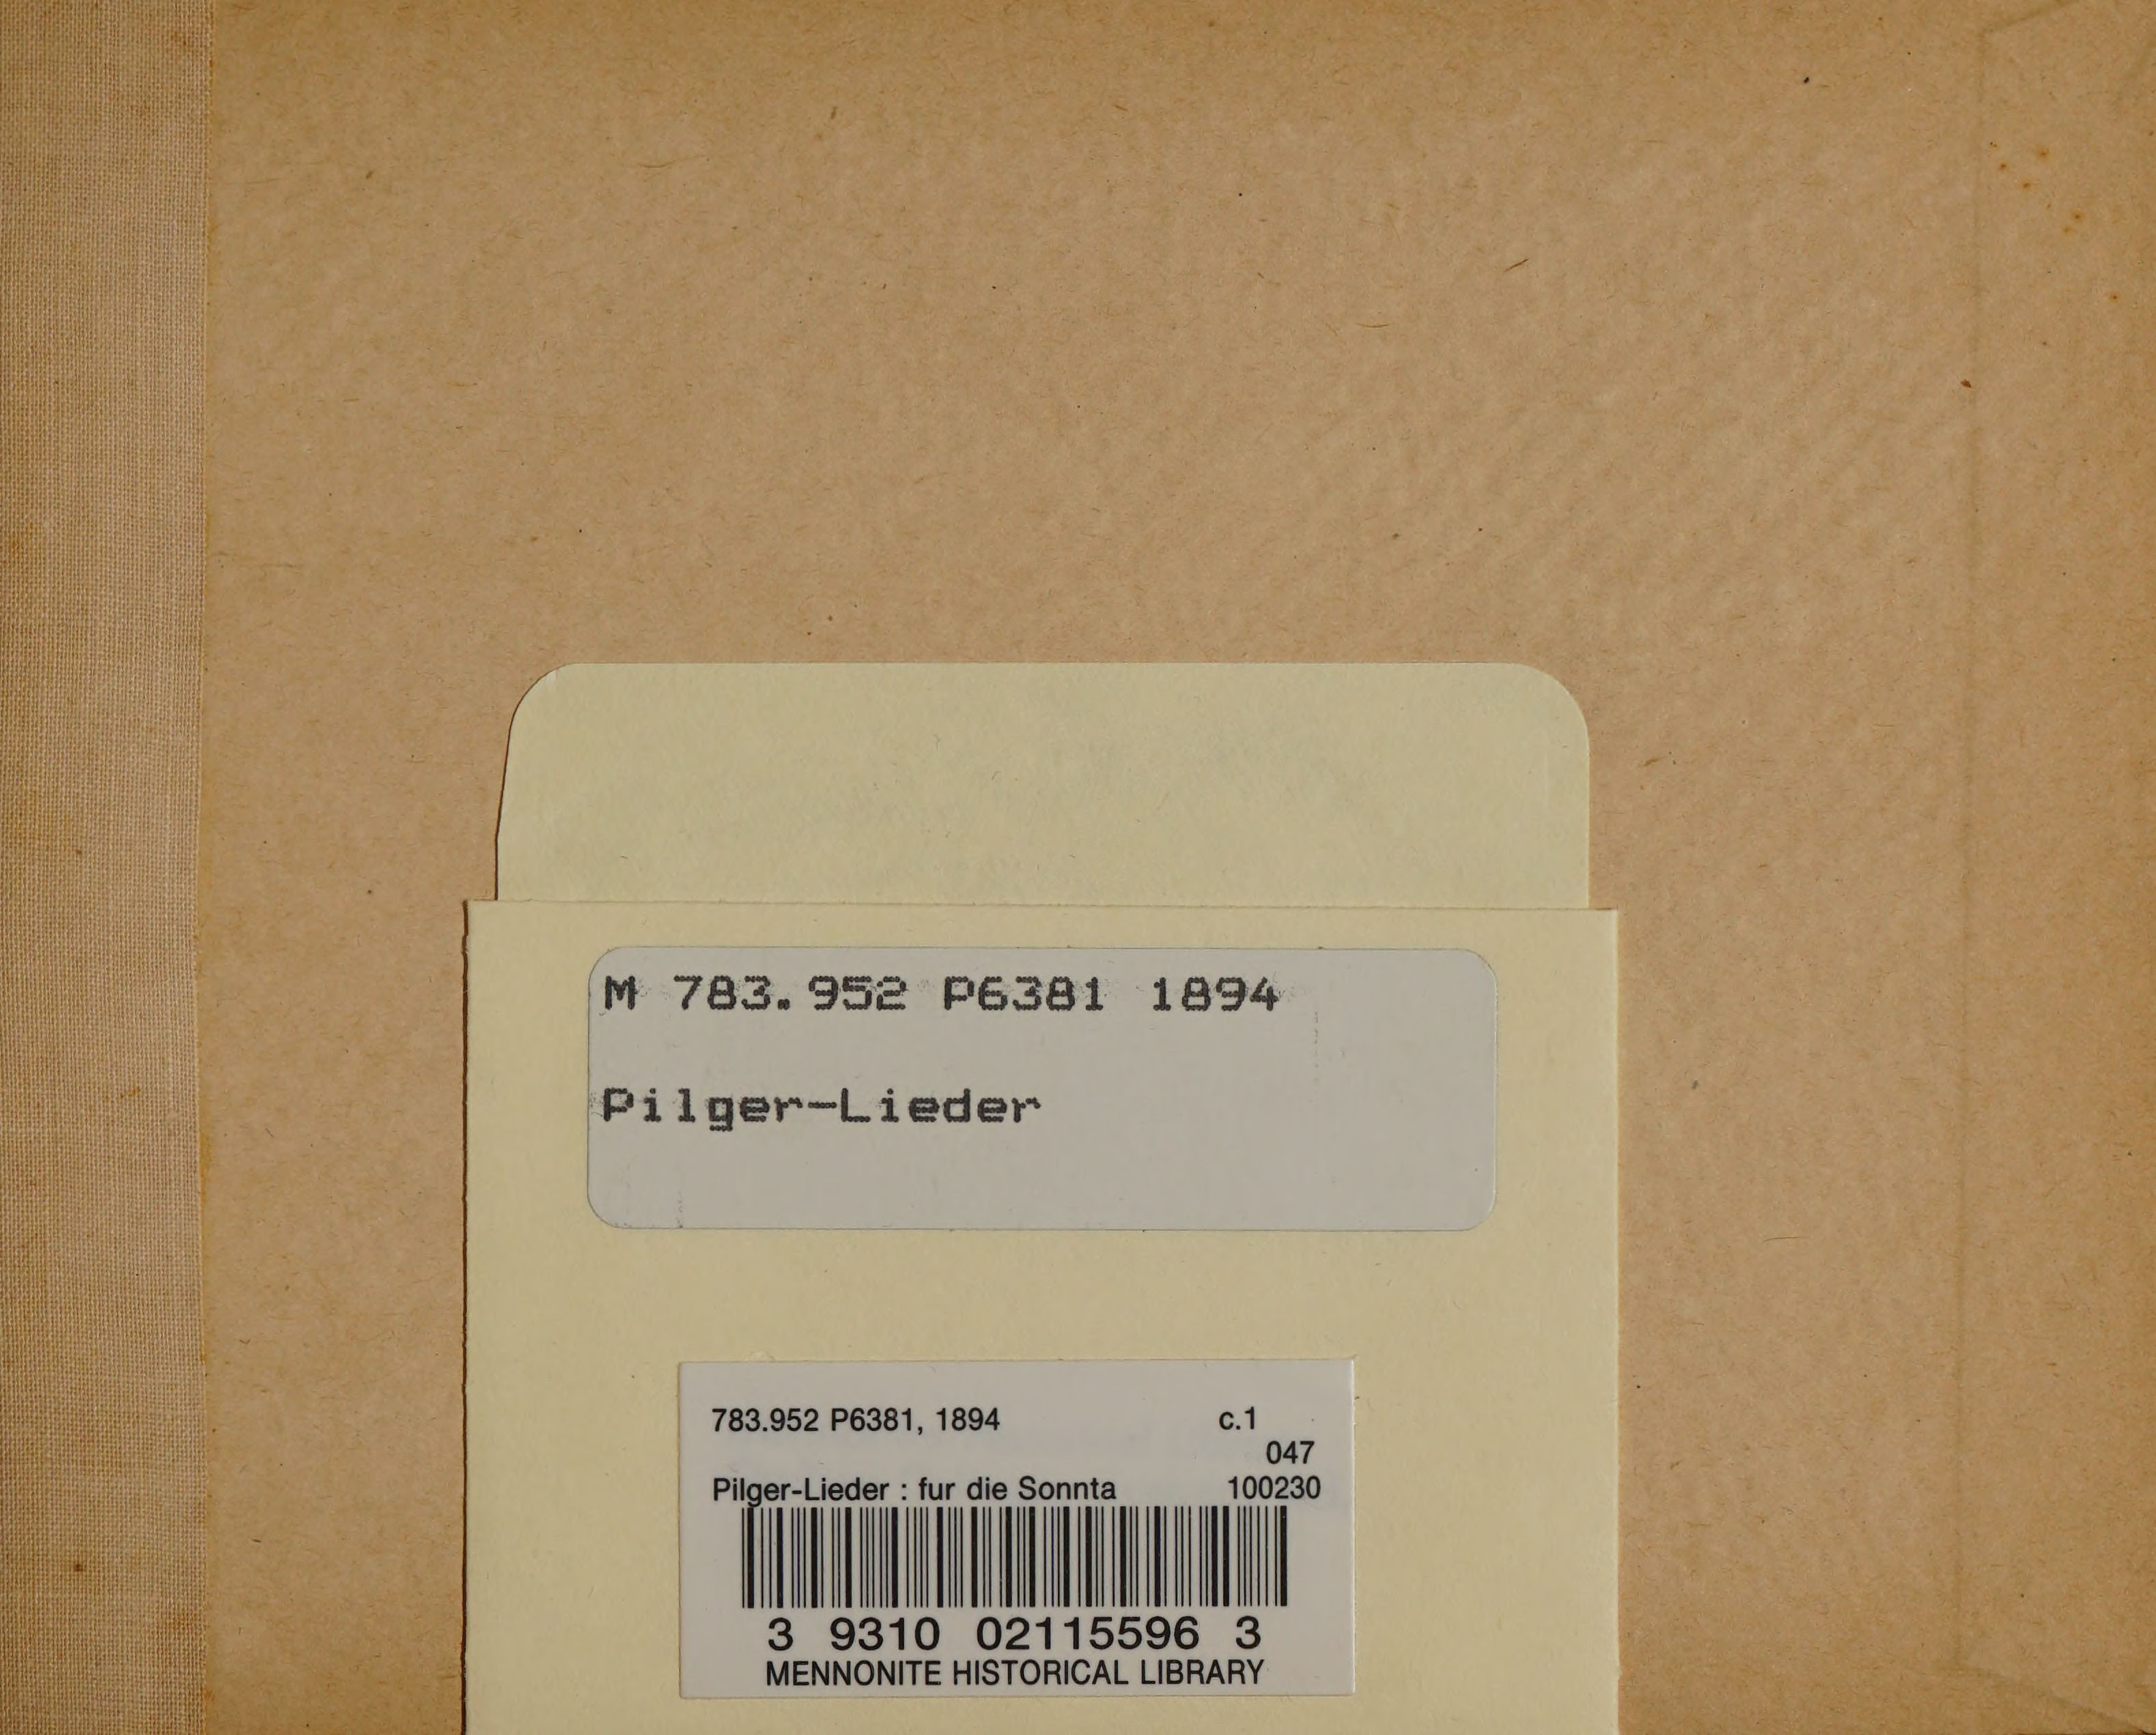 M 783.952 P6381 1894
Pilger-Lieder
783.952 P6381, 1894 c.1
047
Pilger-Lieder : fur die Sonnta 100230
3 9310 02115596 3
MENNONITE HISTORICAL LIBRARY